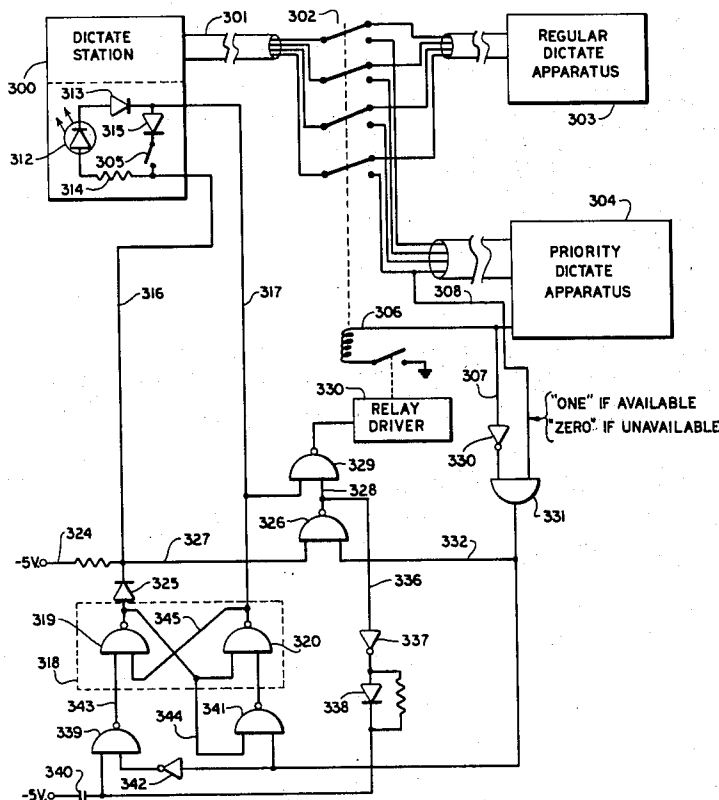 DICTATE
STATION
300
301
302
REGULAR
DICTATE
APPARATUS
303
313
315
305
312
314
304
PRIORITY
DICTATE
APPARATUS
316
317
308
306
307
330
RELAY
DRIVER
"ONE" IF AVAILABLE
"ZERO" IF UNAVAILABLE
330
331
329
328
326
324
-5V
327
332
325
336
345
319
320
318
337
338
343
344
341
339
342
340
-5V